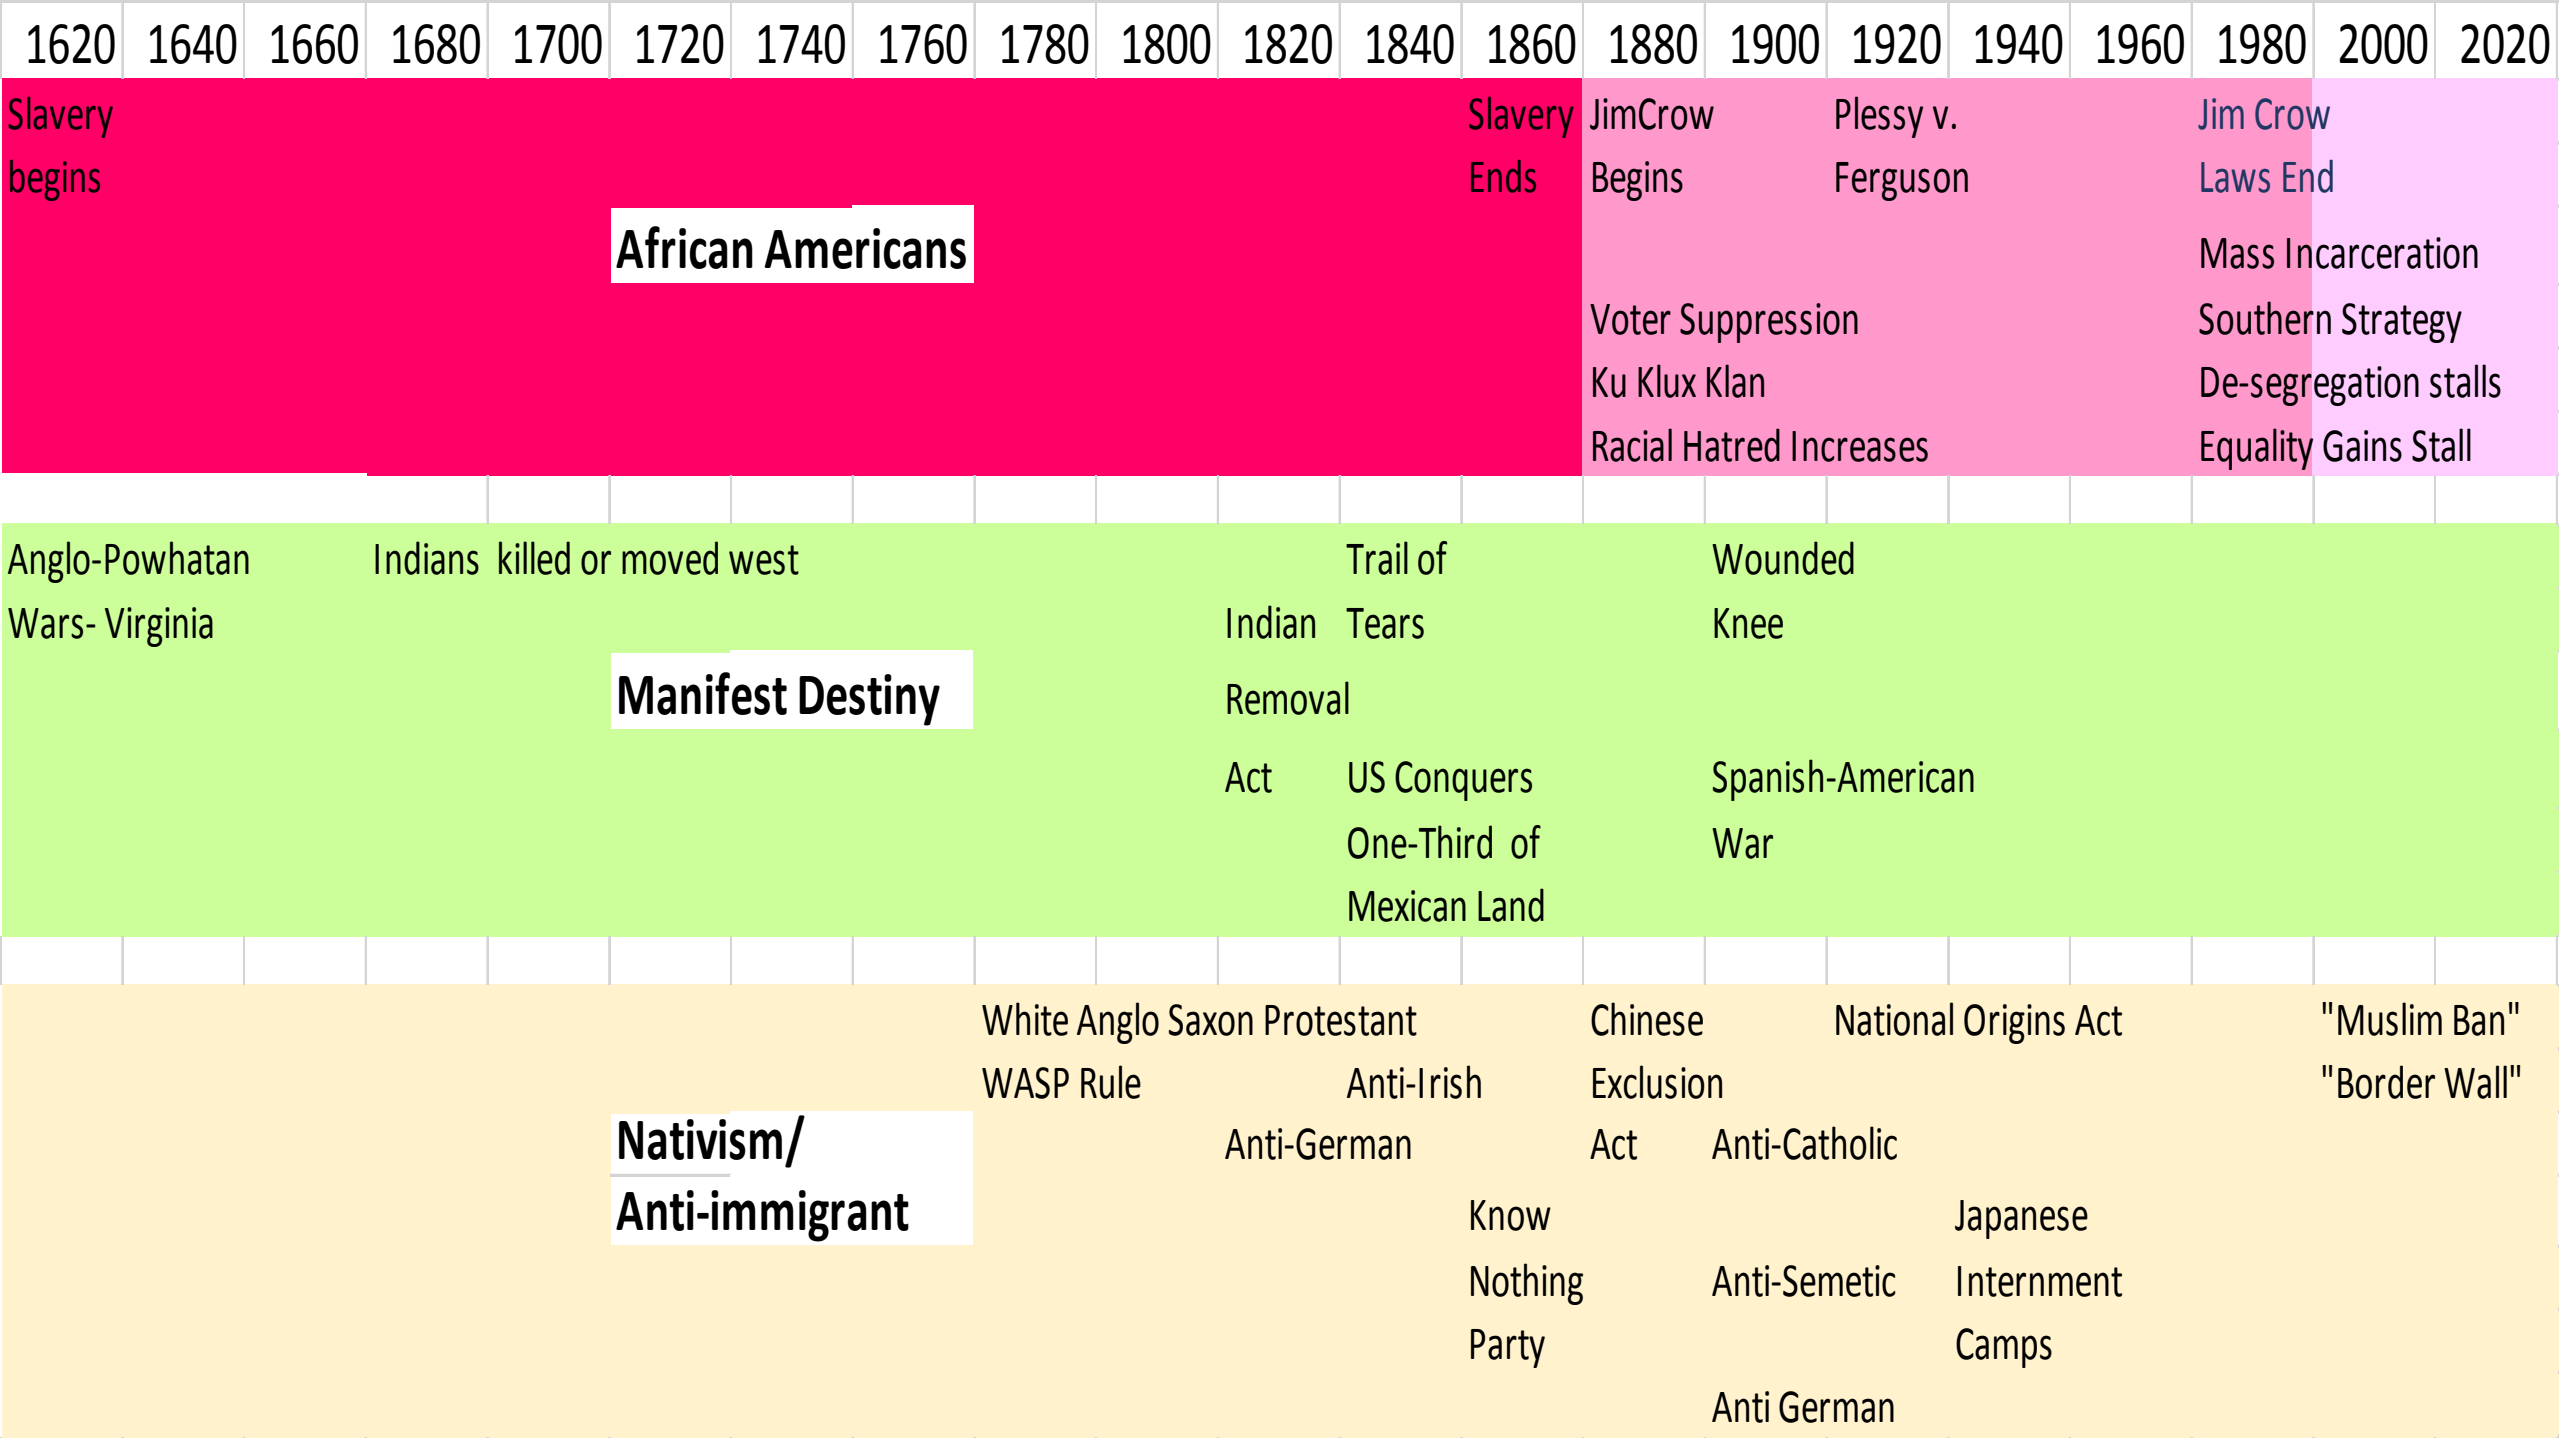 1620 1640 1660 1680 1700 1720 1740 1760 1780 1800 1820 1840 1860 1880 1900 1920 1940 1960 1980 2000 2020
Slavery Slavery JimCrow Plessy v. Jim Crow
begins Ends Begins Ferguson Laws End
African Americans Mass Incarceration
Voter Suppression Southern Strategy
Ku Klux Klan De-segregation stalls
Racial Hatred Increases Equality Gains Stall
Anglo-Powhatan Indians killed or moved west Trail of Wounded
Wars- Virginia Indian Tears Knee
Manifest Destiny Removal
Act US Conquers Spanish-American
One-Third of War
Mexican Land
White Anglo Saxon Protestant Chinese National Origins Act "Muslim Ban"
WASP Rule Anti-Irish Exclusion "Border Wall"
Nativism/ Anti-German Act Anti-Catholic
Anti-immigrant Know Japanese
Nothing Anti-Semetic Internment
Party Camps
Anti German